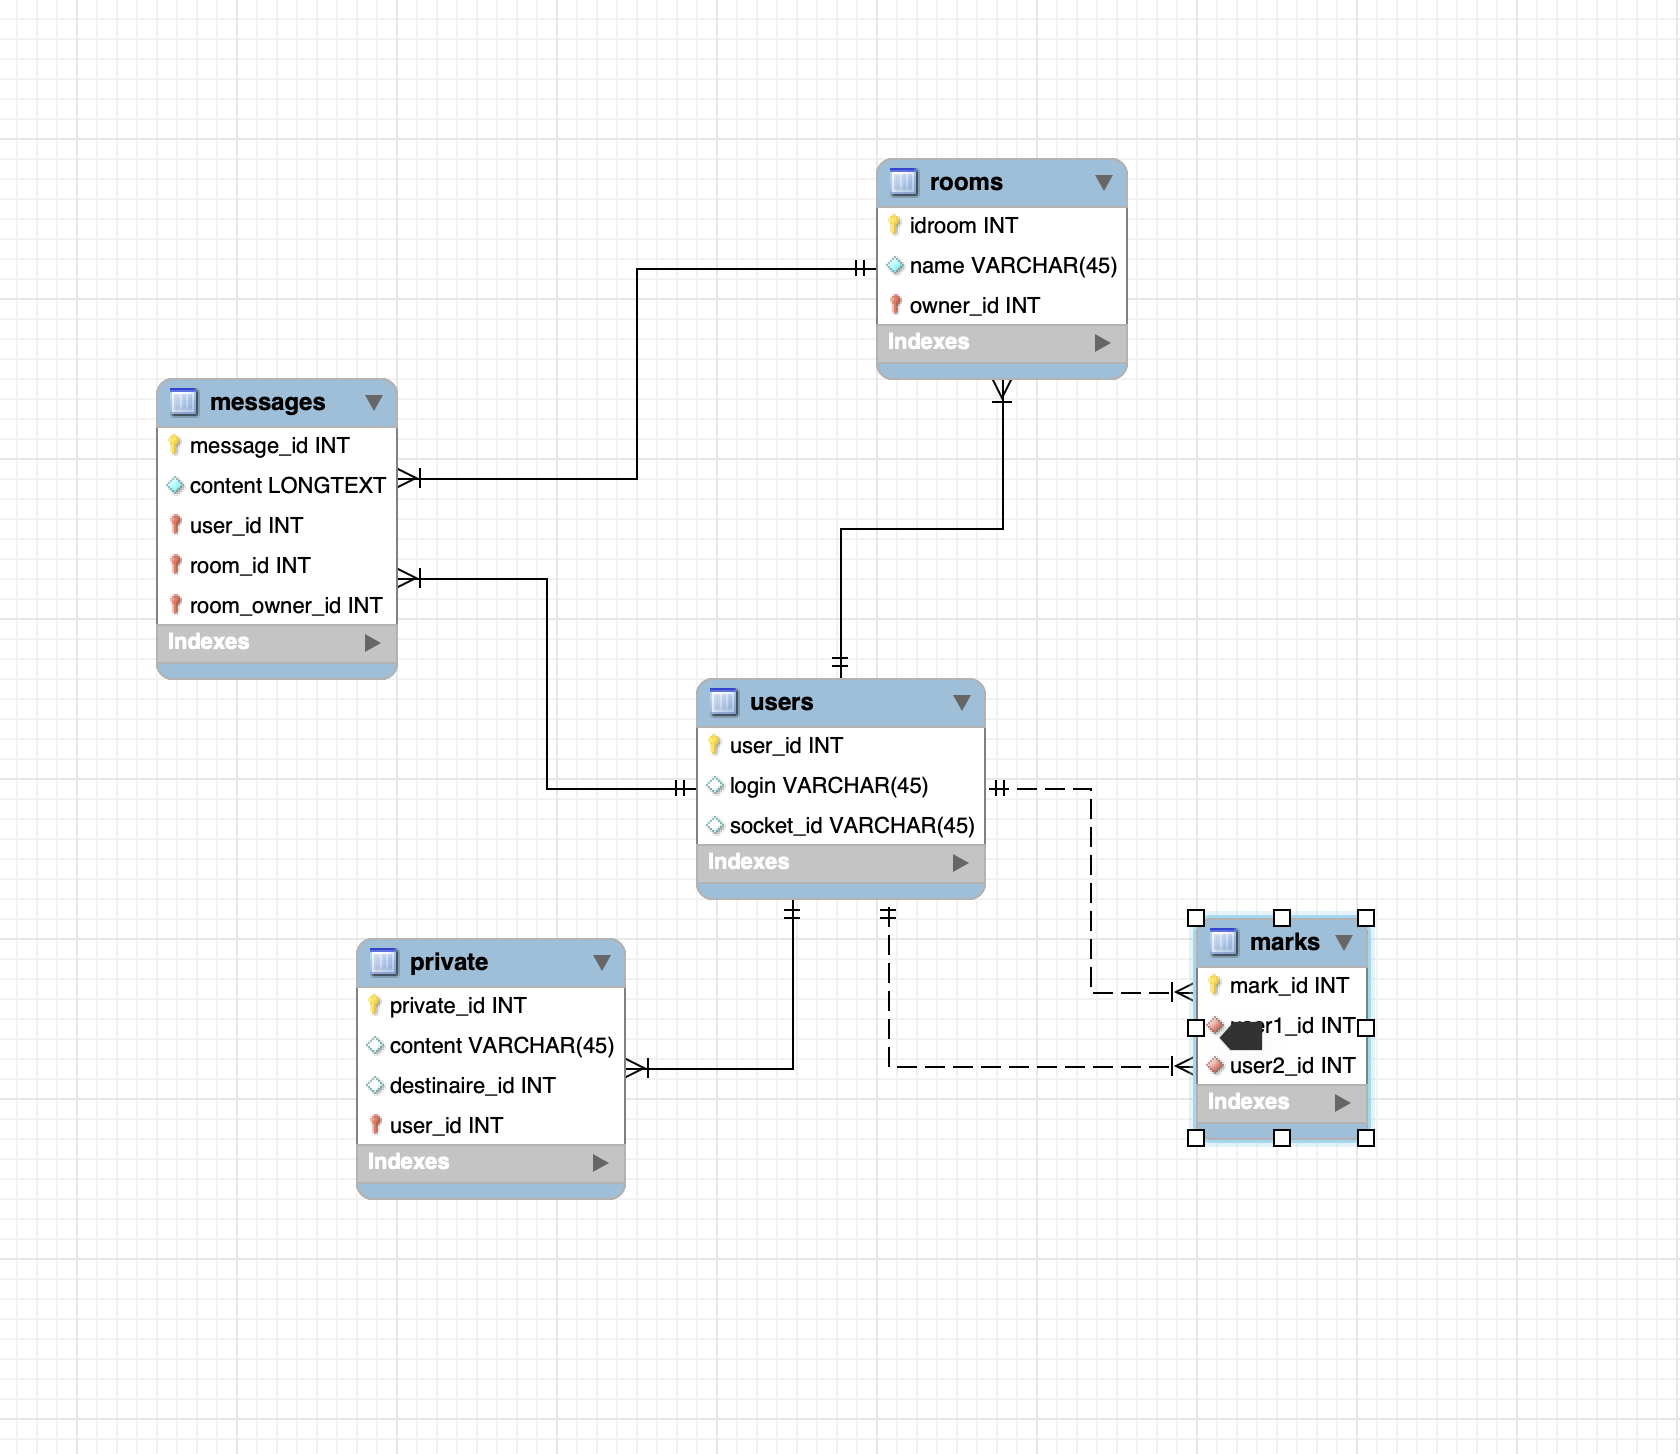 rooms
idroom INT
name VARCHAR(45)
owner_id INT
Indexes
messages
message_id INT
content LONGTEXT
user_id INT
room_id INT
room_owner_id INT
Indexes
users
user_id INT
login VARCHAR(45)
socket_id VARCHAR(45)
Indexes
private
private_id INT
content VARCHAR(45)
destinaire_id INT
user_id INT
Indexes
marks
mark_id INT
user1_id INT
user2_id INT
Indexes